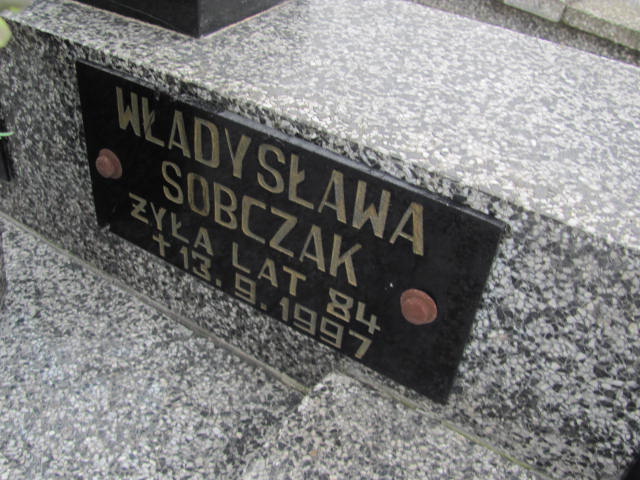 WŁADYSŁAWA
SOBCZAK
ŻYŁA LAT 84
+ 13. 9. 1997